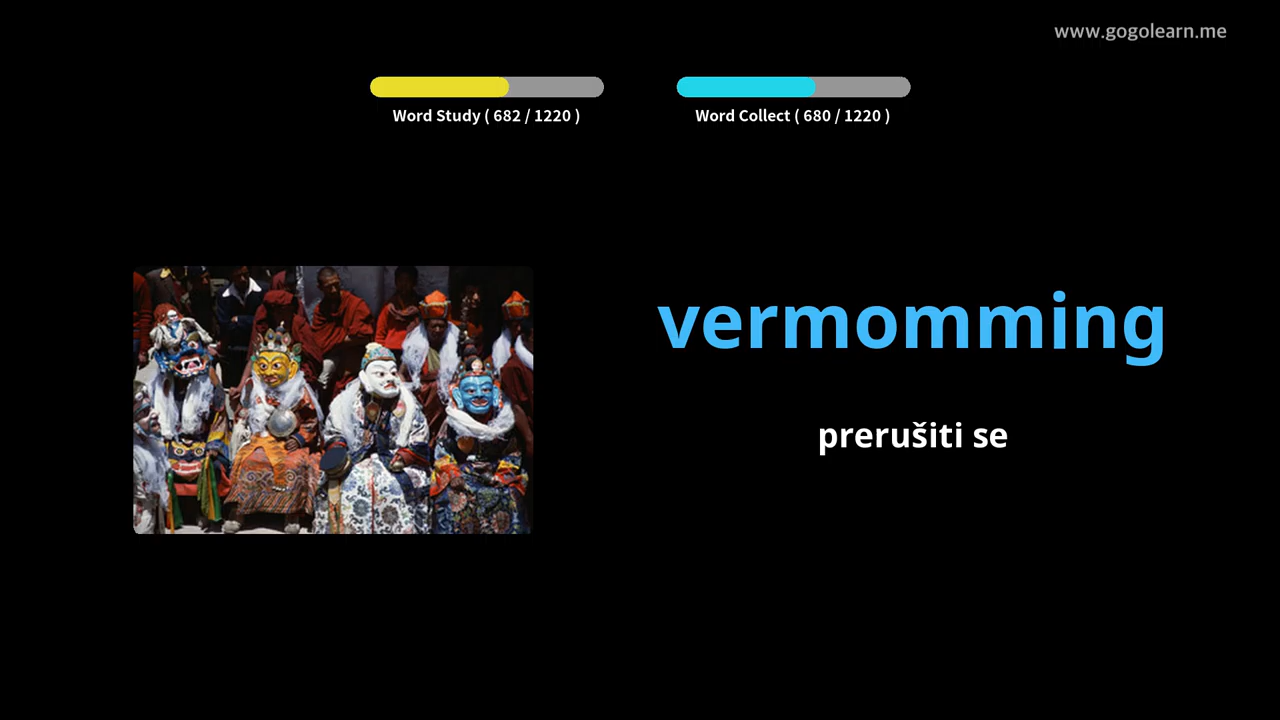 www.gogolearn.me
Word Study ( 682 / 1220 )
Word Collect ( 680 / 1220 )
vermomming
prerušiti se